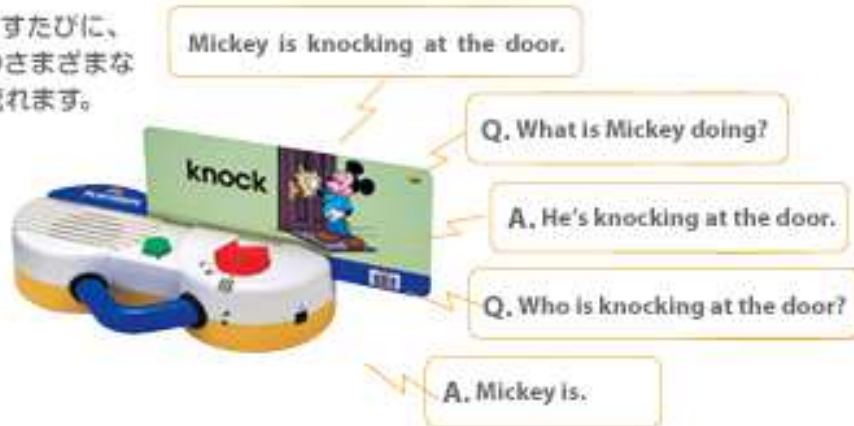 すたびに、
さまざまな
れます。
Mickey is knocking at the door.
Q. What is Mickey doing?
knock
A. He's knocking at the door.
Q. Who is knocking at the door?
A. Mickey is.